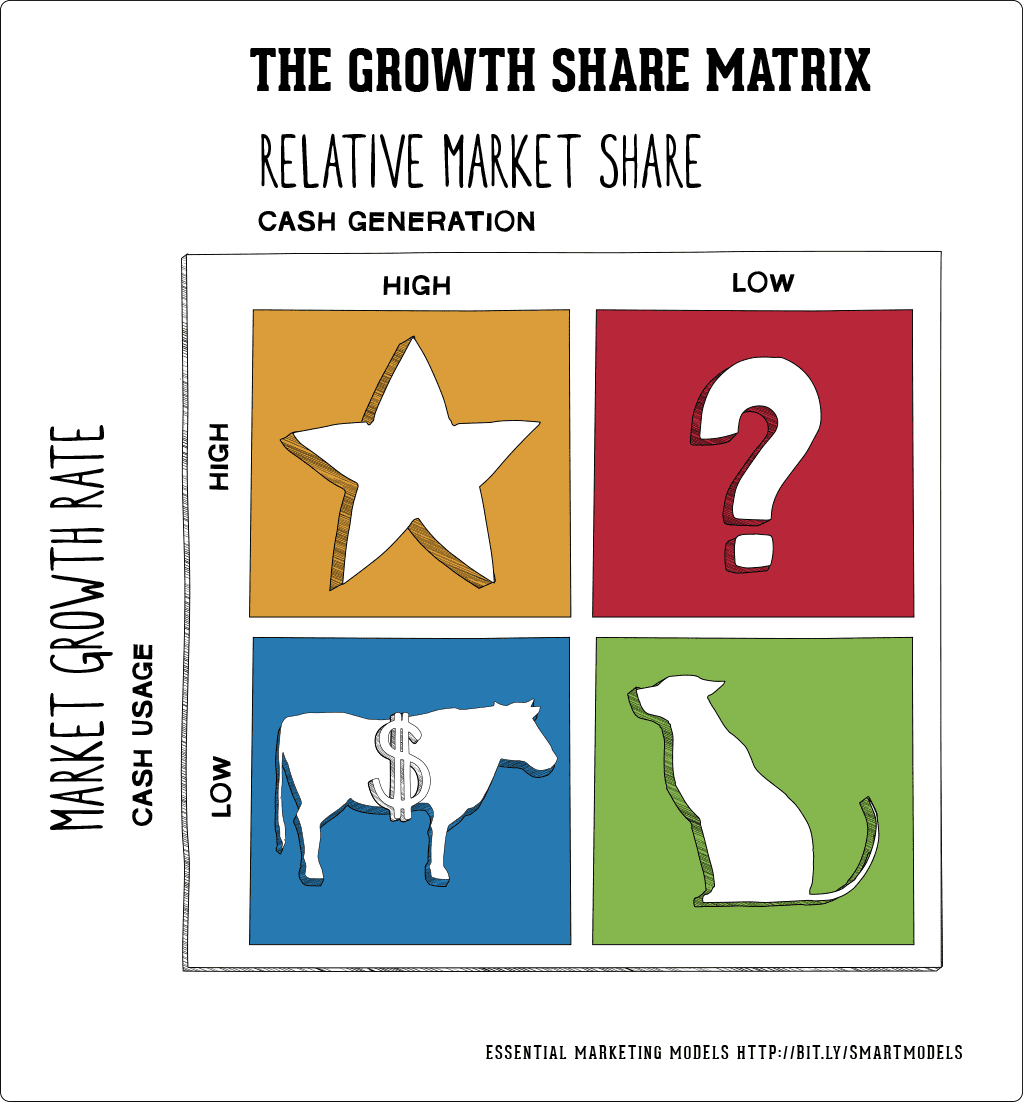 THE GROWTH SHARE MATRIX
RELATIVE MARKET SHARE
CASH GENERATION
HIGH
LOW
HIGH
LOW
MARKET GROWTH RATE
CASH USAGE
?
$
ESSENTIAL MARKETING MODELS HTTP://BIT.LY/SMARTMODELS